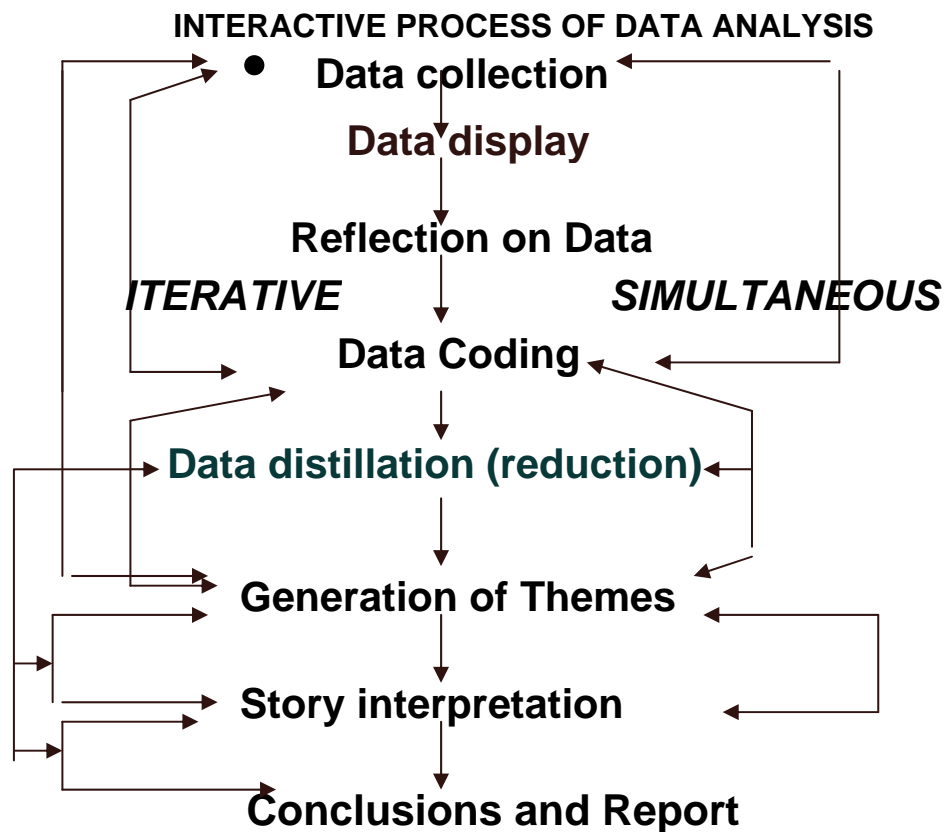 INTERACTIVE PROCESS OF DATA ANALYSIS
• Data collection
Data display
Reflection on Data
ITERATIVE
SIMULTANEOUS
Data Coding
Data distillation (reduction)
Generation of Themes
Story interpretation
Conclusions and Report